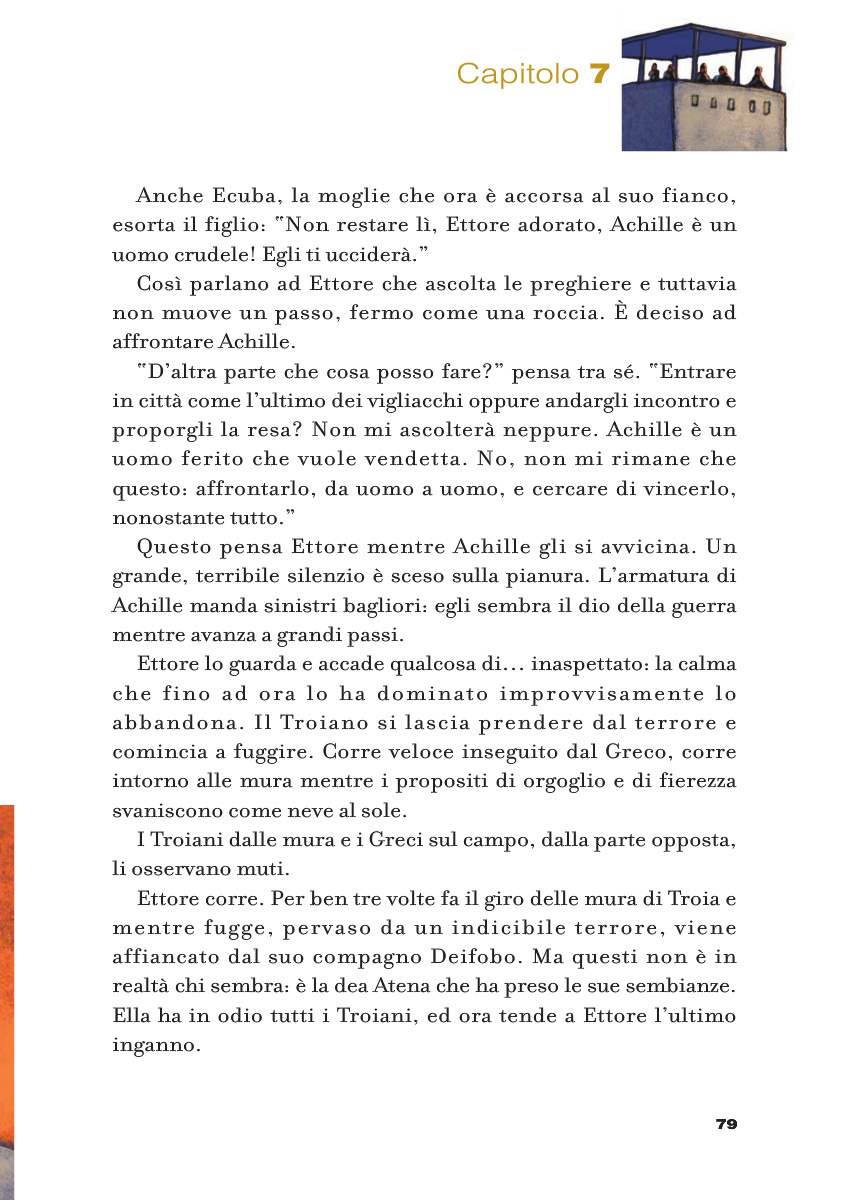 Capitolo 7
Anche Ecuba, la moglie che ora è accorsa al suo fianco,
esorta il figlio: “Non restare lì, Ettore adorato, Achille è un
uomo crudele! Egli ti ucciderà.”
Così parlano ad Ettore che ascolta le preghiere e tuttavia
non muove un passo, fermo come una roccia. È deciso ad
affrontare Achille.
“D’altra parte che cosa posso fare?” pensa tra sé. “Entrare
in città come l’ultimo dei vigliacchi oppure andargli incontro e
proporgli la resa? Non mi ascolterà neppure. Achille è un
uomo ferito che vuole vendetta. No, non mi rimane che
questo: affrontarlo, da uomo a uomo, e cercare di vincerlo,
nonostante tutto.”
Questo pensa Ettore mentre Achille gli si avvicina. Un
grande, terribile silenzio è sceso sulla pianura. L’armatura di
Achille manda sinistri bagliori: egli sembra il dio della guerra
mentre avanza a grandi passi.
Ettore lo guarda e accade qualcosa di… inaspettato: la calma
che fino ad ora lo ha dominato improvvisamente lo
abbandona. Il Troiano si lascia prendere dal terrore e
comincia a fuggire. Corre veloce inseguito dal Greco, corre
intorno alle mura mentre i propositi di orgoglio e di fierezza
svaniscono come neve al sole.
I Troiani dalle mura e i Greci sul campo, dalla parte opposta,
li osservano muti.
Ettore corre. Per ben tre volte fa il giro delle mura di Troia e
mentre fugge, pervaso da un indicibile terrore, viene
affiancato dal suo compagno Deifobo. Ma questi non è in
realtà chi sembra: è la dea Atena che ha preso le sue sembianze.
Ella ha in odio tutti i Troiani, ed ora tende a Ettore l’ultimo
inganno.
79